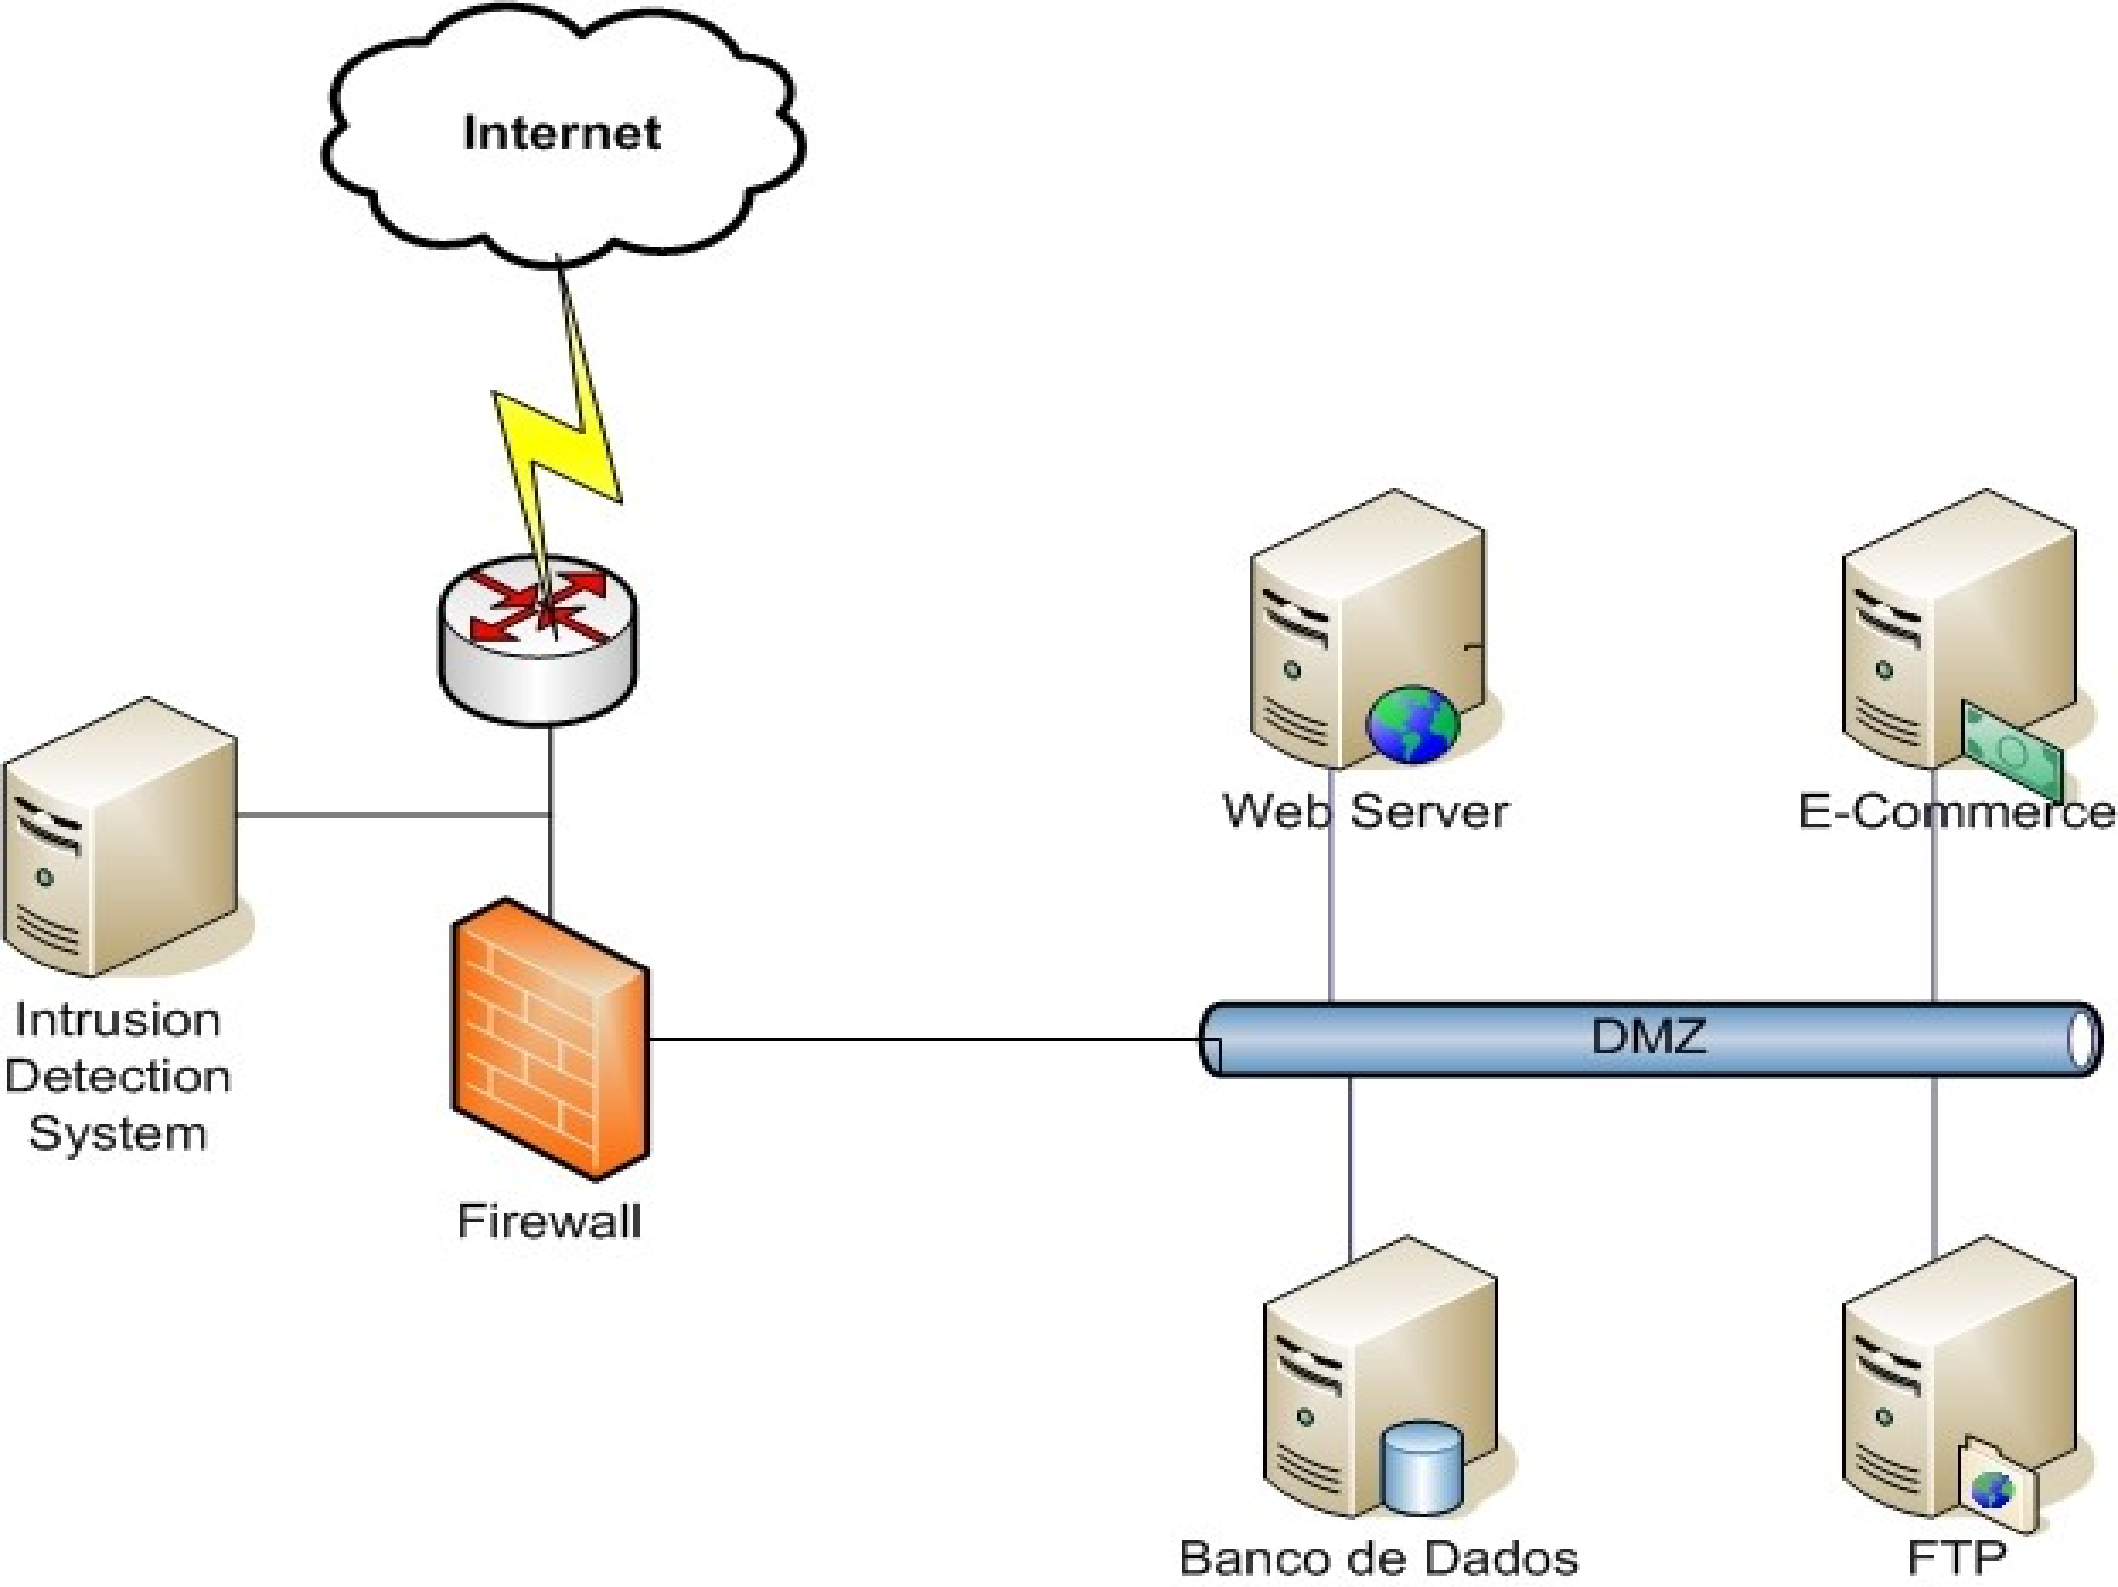 Internet
Web Server
E-Commerce
Intrusion
Detection
System
DMZ
Firewall
Banco de Dados
FTP